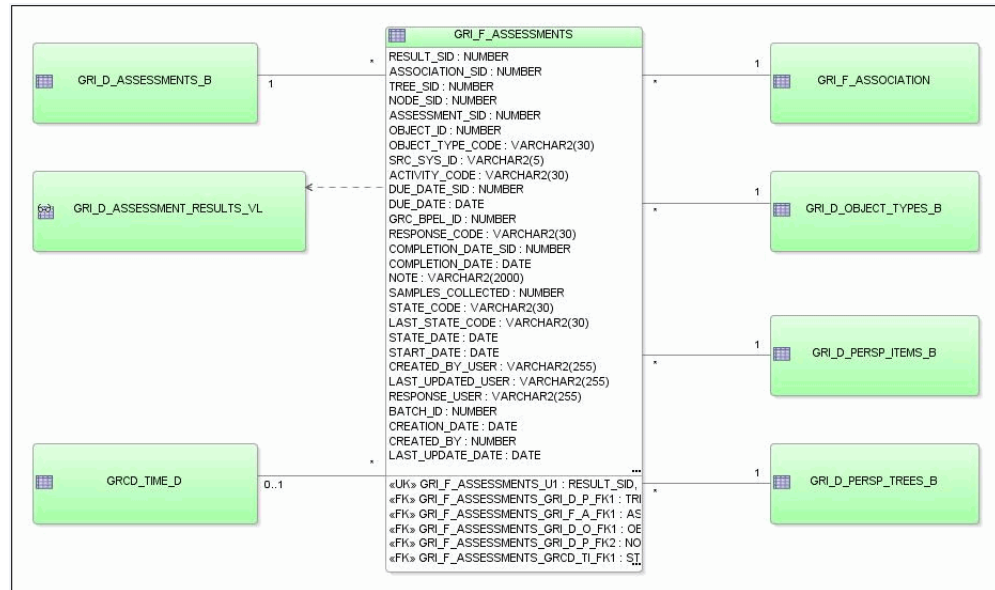 GRI_F_ASSESSMENTS
RESULT_SID : NUMBER
ASSOCIATION_SID : NUMBER
TREE_SID : NUMBER
NODE_SID : NUMBER
ASSESSMENT_SID : NUMBER
OBJECT_ID : NUMBER
OBJECT_TYPE_CODE : VARCHAR2(30)
SRC_SYS_ID : VARCHAR2(5)
ACTIVITY_CODE : VARCHAR2(30)
DUE_DATE_SID : NUMBER
DUE_DATE : DATE
GRC_BPEL_ID : NUMBER
RESPONSE_CODE : VARCHAR2(30)
COMPLETION_DATE_SID : NUMBER
COMPLETION_DATE : DATE
NOTE : VARCHAR2(2000)
SAMPLES_COLLECTED : NUMBER
STATE_CODE : VARCHAR2(30)
LAST_STATE_CODE : VARCHAR2(30)
STATE_DATE : DATE
START_DATE : DATE
CREATED_BY_USER : VARCHAR2(255)
LAST_UPDATED_USER : VARCHAR2(255)
RESPONSE_USER : VARCHAR2(255)
BATCH_ID : NUMBER
CREATION_DATE : DATE
CREATED_BY : NUMBER
LAST_UPDATE_DATE : DATE
...
«UK» GRI_F_ASSESSMENTS_U1 : RESULT_SID,
«FK» GRI_F_ASSESSMENTS_GRI_D_P_FK1 : TRI
«FK» GRI_F_ASSESSMENTS_GRI_F_A_FK1 : AS
«FK» GRI_F_ASSESSMENTS_GRI_D_O_FK1 : OE
«FK» GRI_F_ASSESSMENTS_GRI_D_P_FK2 : NO
«FK» GRI_F_ASSESSMENTS_GRCD_TI_FK1 : ST
...
GRI_D_ASSESSMENTS_B
1
*
GRI_D_ASSESSMENT_RESULTS_VL
GRCD_TIME_D
0..1
*
GRI_F_ASSOCIATION
1
*
GRI_D_OBJECT_TYPES_B
1
*
GRI_D_PERSP_ITEMS_B
1
*
GRI_D_PERSP_TREES_B
1
*